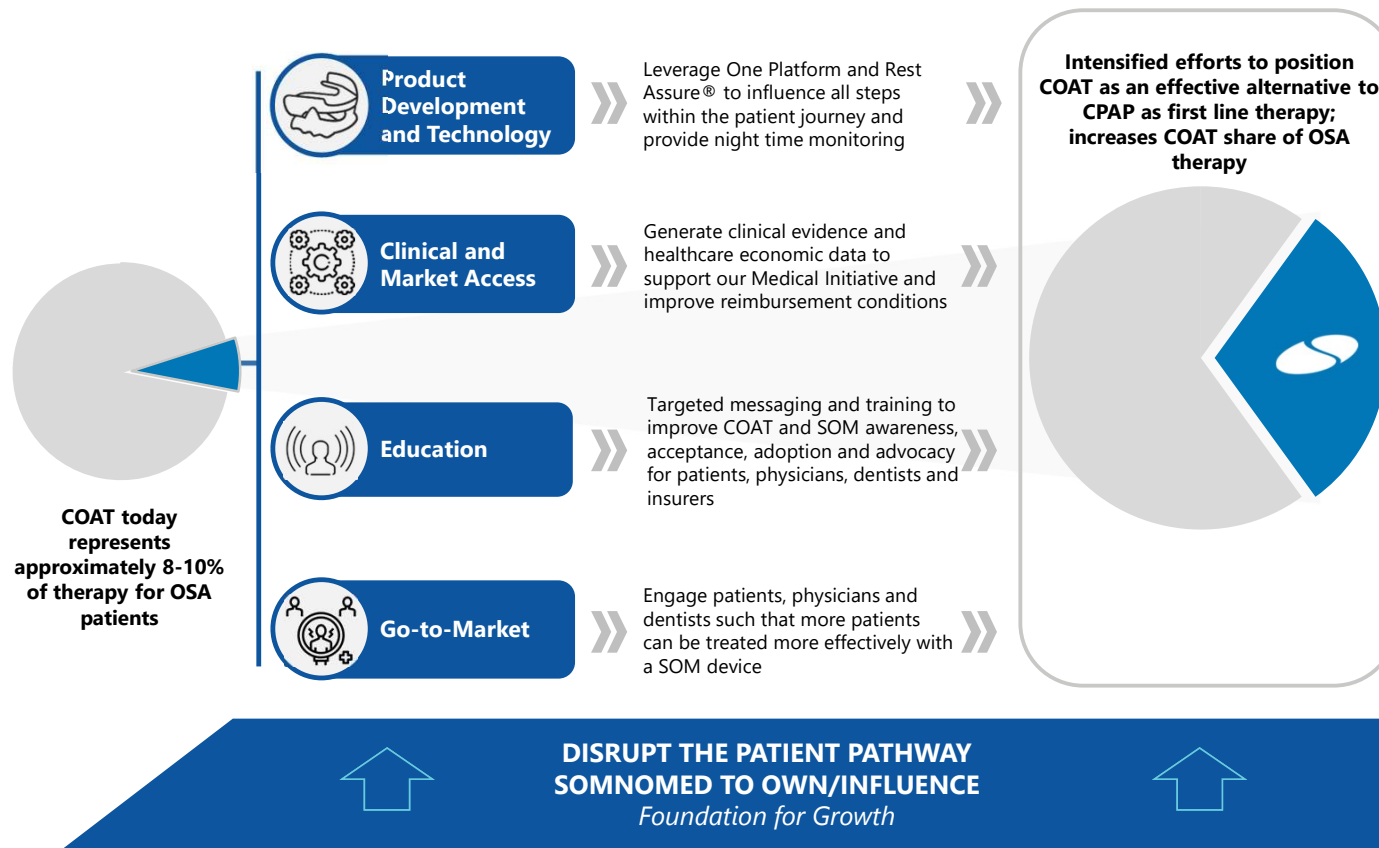 COAT today
represents
approximately 8-10%
of therapy for OSA
patients
Product
Development
and Technology
Leverage One Platform and Rest
Assure® to influence all steps
within the patient journey and
provide night time monitoring
Clinical and
Market Access
Generate clinical evidence and
healthcare economic data to
support our Medical Initiative and
improve reimbursement conditions
Education
Targeted messaging and training to
improve COAT and SOM awareness,
acceptance, adoption and advocacy
for patients, physicians, dentists and
insurers
Go-to-Market
Engage patients, physicians and
dentists such that more patients
can be treated more effectively with
a SOM device
Intensified efforts to position
COAT as an effective alternative to
CPAP as first line therapy;
increases COAT share of OSA
therapy
DISRUPT THE PATIENT PATHWAY
SOMNOMED TO OWN/INFLUENCE
Foundation for Growth